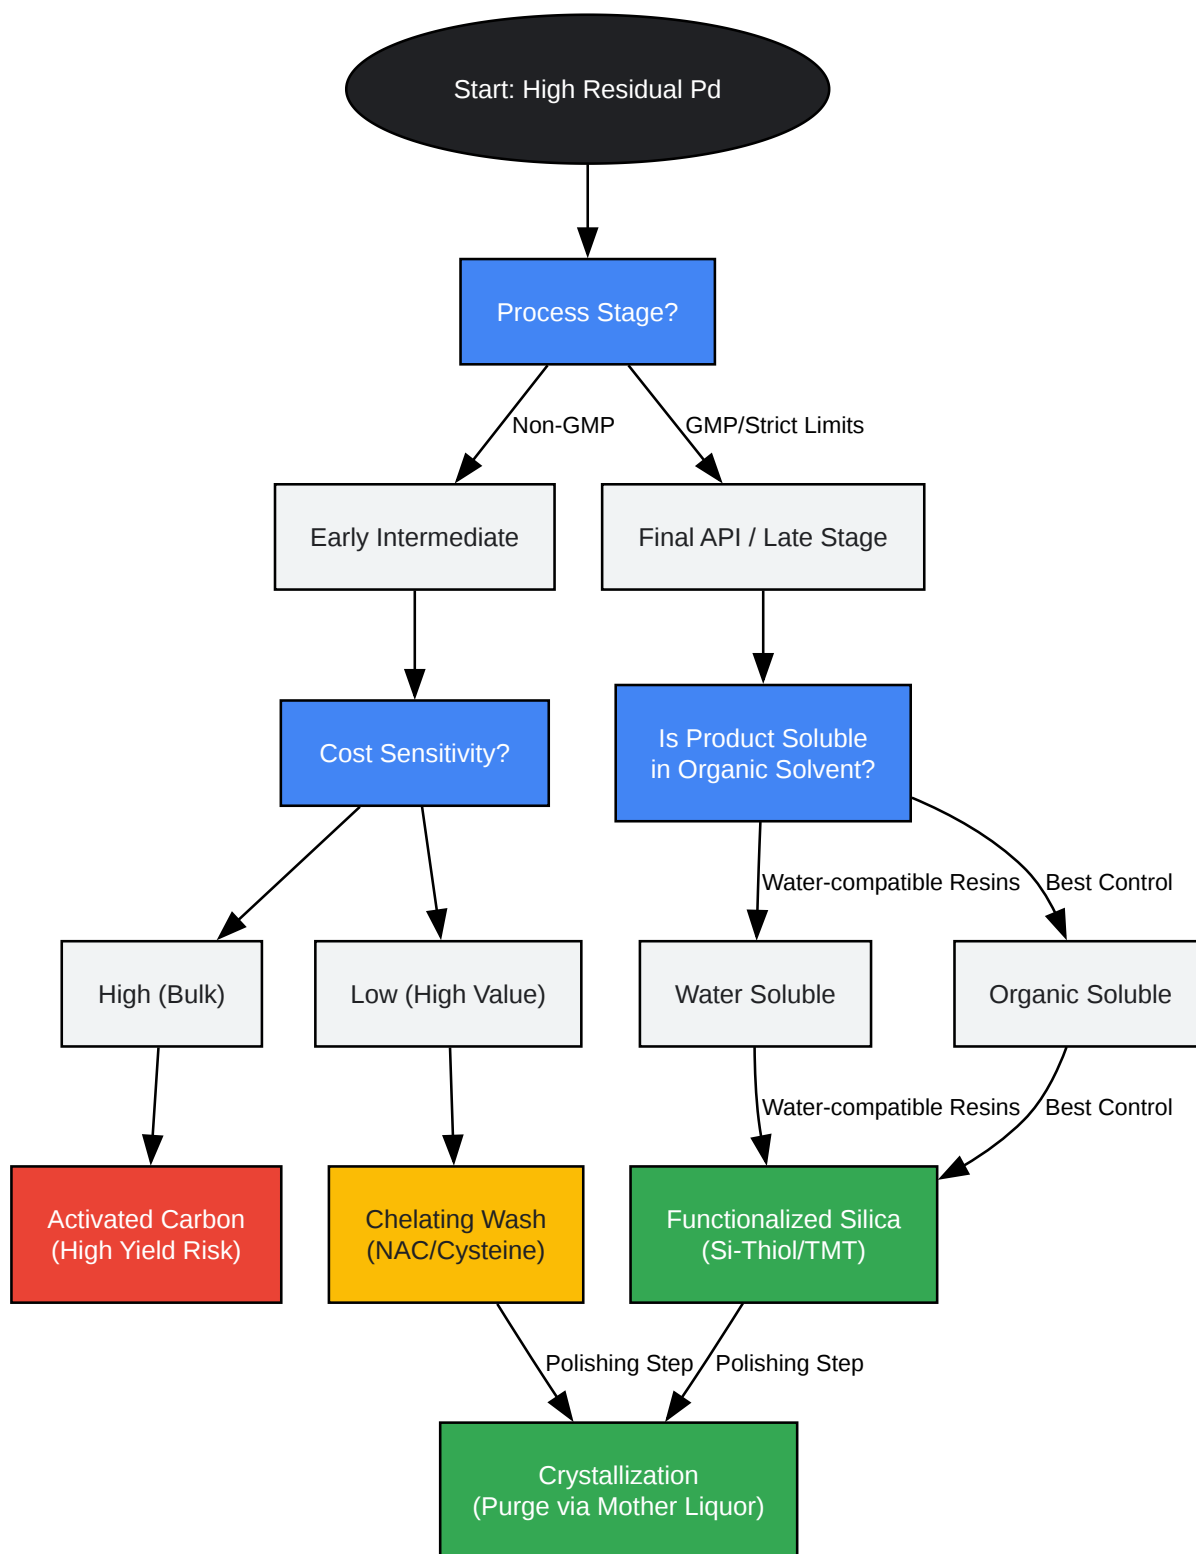 Start: High Residual Pd
Process Stage?
Non-GMP
GMP/Strict Limits
Early Intermediate
Final API / Late Stage
Cost Sensitivity?
Is Product Soluble
in Organic Solvent?
Water-compatible Resins
Best Control
High (Bulk)
Low (High Value)
Water Soluble
Organic Soluble
Water-compatible Resins
Best Control
Activated Carbon
(High Yield Risk)
Chelating Wash
(NAC/Cysteine)
Functionalized Silica
(Si-Thiol/TMT)
Polishing Step
Polishing Step
Crystallization
(Purge via Mother Liquor)